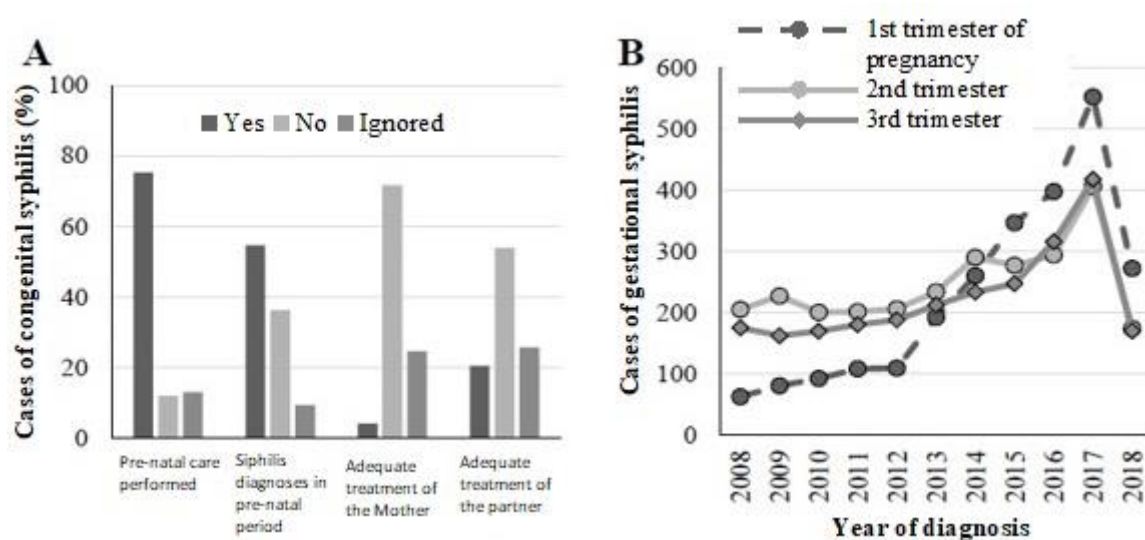 A
Cases of congenital syphilis (%)
100
80
60
40
20
0
Yes No Ignored
Pre-natal care
performed
Siphilis
diagnoses in
pre-natal
period
Adequate
treatment of
the Mother
Adequate
treatment of
the partner
B
Cases of gestational syphilis
600
500
400
300
200
100
0
1st trimester of
pregnancy
2nd trimester
3rd trimester
2008
2009
2010
2011
2012
2013
2014
2015
2016
2017
2018
Year of diagnosis